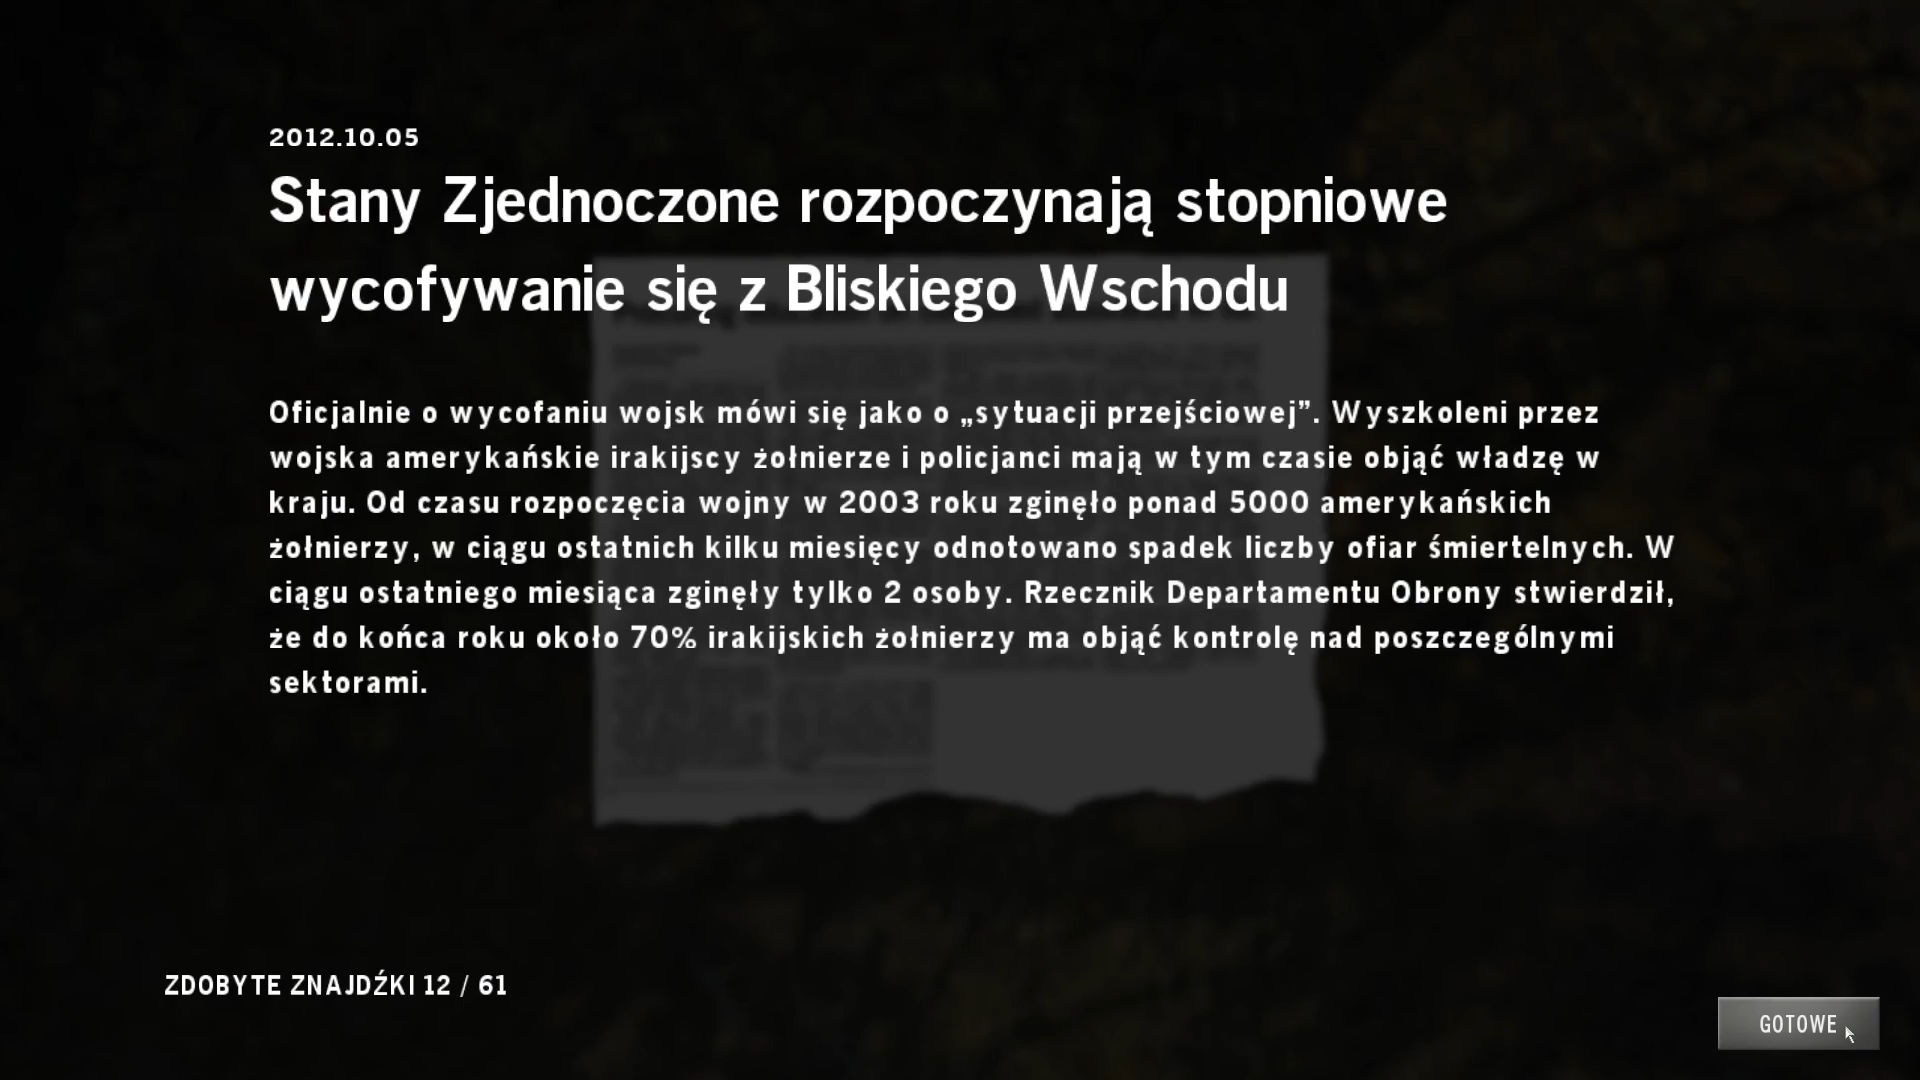 2012.10.05
Stany Zjednoczone rozpoczynają stopniowe
wycofywanie się z Bliskiego Wschodu
Oficjalnie o wycofaniu wojsk mówi się jako o „sytuacji przejściowej”. Wyszkoleni przez
wojska amerykańskie irakijscy żołnierze i policjanci mają w tym czasie objąć władzę w
kraju. Od czasu rozpoczęcia wojny w 2003 roku zginęło ponad 5000 amerykańskich
żołnierzy, w ciągu ostatnich kilku miesięcy odnotowano spadek liczby ofiar śmiertelnych. W
ciągu ostatniego miesiąca zginęły tylko 2 osoby. Rzecznik Departamentu Obrony stwierdził,
że do końca roku około 70% irakijskich żołnierzy ma objąć kontrolę nad poszczególnymi
sektorami.
ZDOBYTE ZNAJDŹKI 12 / 61
GOTOWE